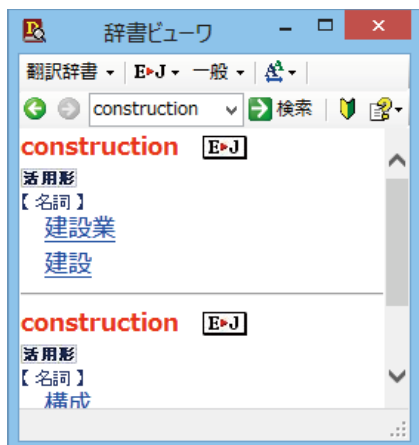 辞書ビューワ
翻訳辞書 E▸J 一般
construction 検索
construction E▸J
活用形
【名詞】
建設業
建設
construction E▸J
活用形
【名詞】
構成